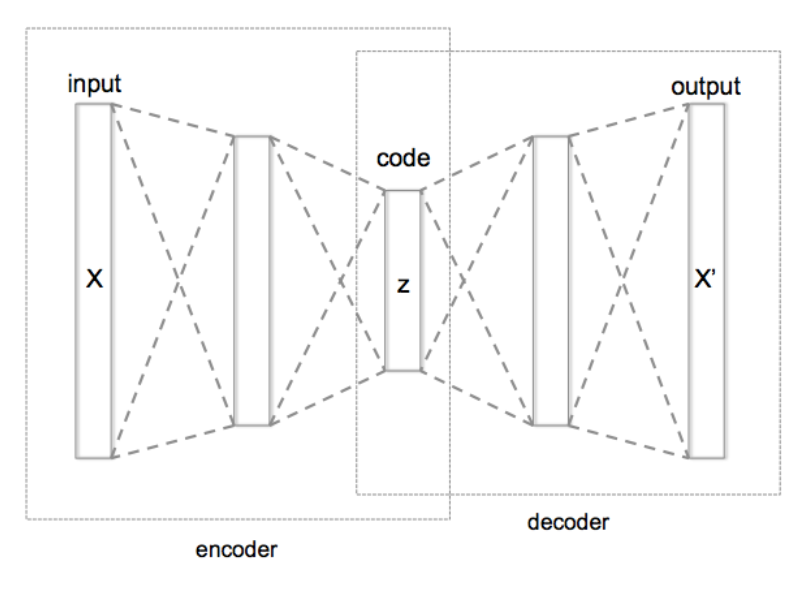 input
output
code
X
z
X'
decoder
encoder